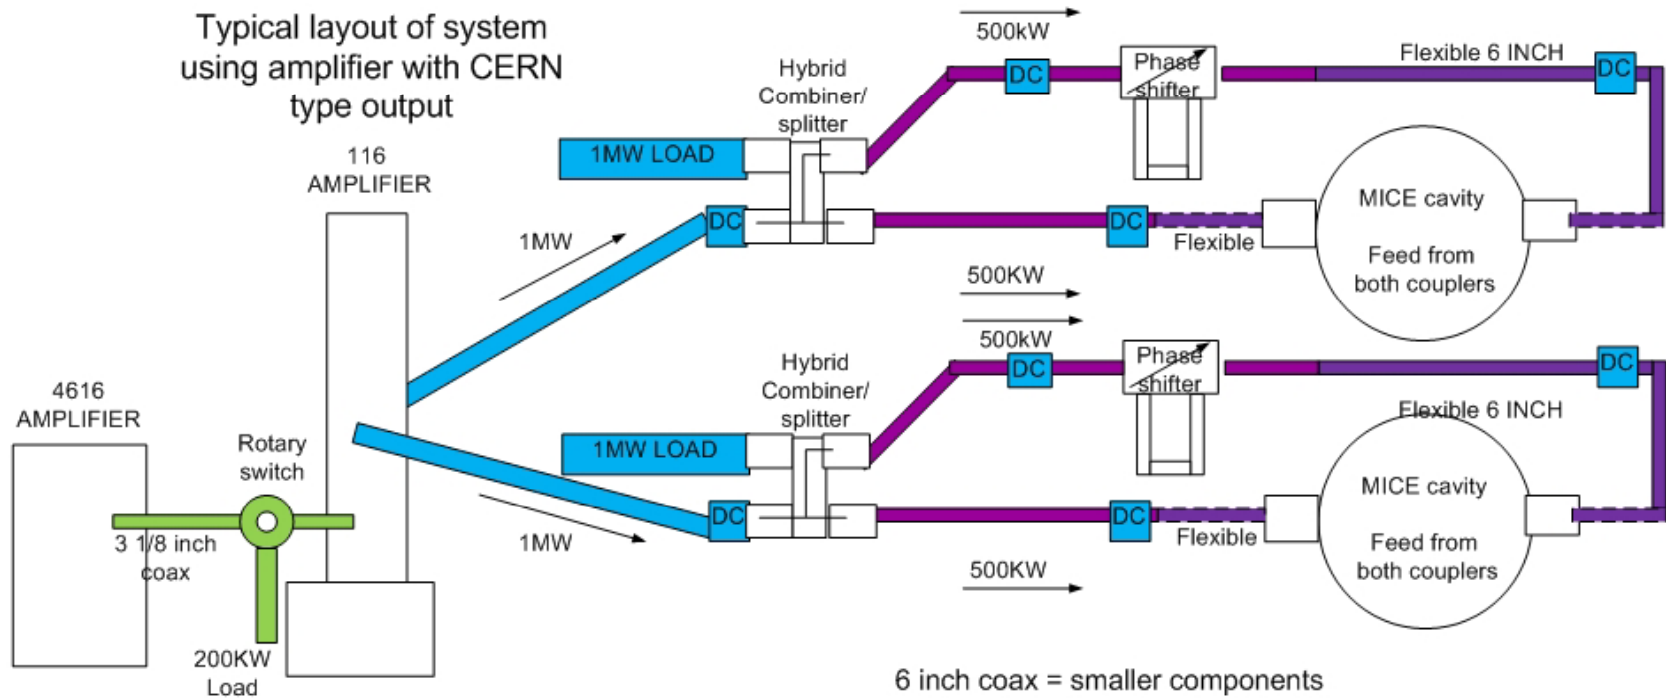 Typical layout of system
using amplifier with CERN
type output
116
AMPLIFIER
4616
AMPLIFIER
Rotary
switch
3 1/8 inch
coax
200KW
Load
1MW
1MW
Hybrid
Combiner/
splitter
1MW LOAD
DC
500kW
DC
Phase
shifter
Flexible 6 INCH
DC
DC
Flexible
MICE cavity
Feed from
both couplers
500KW
500kW
Hybrid
Combiner/
splitter
1MW LOAD
DC
DC
Phase
shifter
DC
Flexible 6 INCH
DC
Flexible
MICE cavity
Feed from
both couplers
500KW
6 inch coax = smaller components